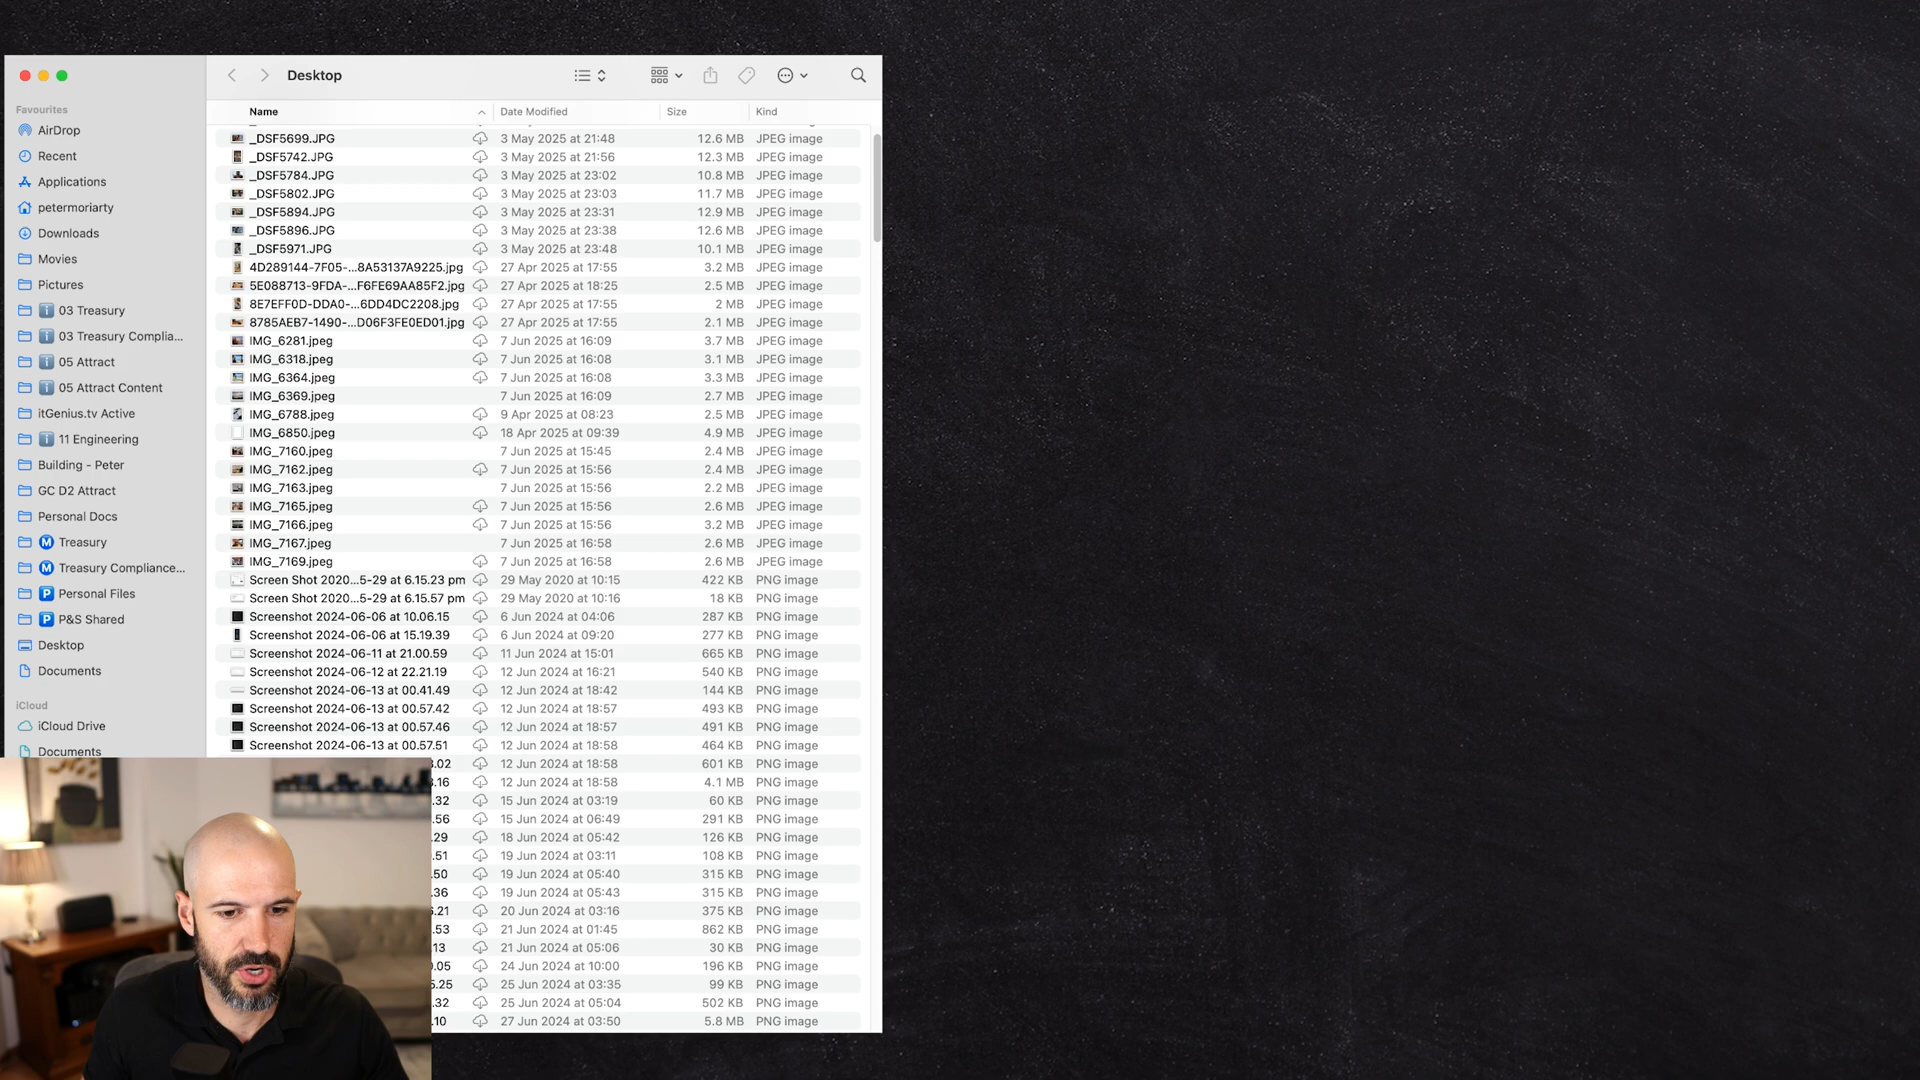 Desktop
Favourites
AirDrop
Recent
Applications
petermoriarty
Downloads
Movies
Pictures
03 Treasury
03 Treasury Complia...
05 Attract
05 Attract Content
itGenius.tv Active
11 Engineering
Building - Peter
GC D2 Attract
Personal Docs
M Treasury
M Treasury Compliance...
P Personal Files
P P&S Shared
Desktop
Documents
iCloud
iCloud Drive
Documents
Name Date Modified Size Kind
_DSF5699.JPG 3 May 2025 at 21:48 12.6 MB JPEG image
_DSF5742.JPG 3 May 2025 at 21:56 12.3 MB JPEG image
_DSF5784.JPG 3 May 2025 at 23:02 10.8 MB JPEG image
_DSF5802.JPG 3 May 2025 at 23:03 11.7 MB JPEG image
_DSF5894.JPG 3 May 2025 at 23:31 12.9 MB JPEG image
_DSF5896.JPG 3 May 2025 at 23:38 12.6 MB JPEG image
_DSF5971.JPG 3 May 2025 at 23:48 10.1 MB JPEG image
4D289144-7F05-...8A53137A9225.jpg 27 Apr 2025 at 17:55 3.2 MB JPEG image
5E088713-9FDA-...F6FE69AA85F2.jpg 27 Apr 2025 at 18:25 2.5 MB JPEG image
8E7EFF0D-DDA0-...6DD4DC2208.jpg 27 Apr 2025 at 17:55 2 MB JPEG image
8785AEB7-1490-...D06F3FE0ED01.jpg 27 Apr 2025 at 17:55 2.1 MB JPEG image
IMG_6281.jpeg 7 Jun 2025 at 16:09 3.7 MB JPEG image
IMG_6318.jpeg 7 Jun 2025 at 16:08 3.1 MB JPEG image
IMG_6364.jpeg 7 Jun 2025 at 16:08 3.3 MB JPEG image
IMG_6369.jpeg 7 Jun 2025 at 16:09 2.7 MB JPEG image
IMG_6788.jpeg 9 Apr 2025 at 08:23 2.5 MB JPEG image
IMG_6850.jpeg 18 Apr 2025 at 09:39 4.9 MB JPEG image
IMG_7160.jpeg 7 Jun 2025 at 15:45 2.4 MB JPEG image
IMG_7162.jpeg 7 Jun 2025 at 15:56 2.4 MB JPEG image
IMG_7163.jpeg 7 Jun 2025 at 15:56 2.2 MB JPEG image
IMG_7165.jpeg 7 Jun 2025 at 15:56 2.6 MB JPEG image
IMG_7166.jpeg 7 Jun 2025 at 15:56 3.2 MB JPEG image
IMG_7167.jpeg 7 Jun 2025 at 16:58 2.6 MB JPEG image
IMG_7169.jpeg 7 Jun 2025 at 16:58 2.6 MB JPEG image
Screen Shot 2020...5-29 at 6.15.23 pm 29 May 2020 at 10:15 422 KB PNG image
Screen Shot 2020...5-29 at 6.15.57 pm 29 May 2020 at 10:16 18 KB PNG image
Screenshot 2024-06-06 at 10.06.15 6 Jun 2024 at 04:06 287 KB PNG image
Screenshot 2024-06-06 at 15.19.39 6 Jun 2024 at 09:20 277 KB PNG image
Screenshot 2024-06-11 at 21.00.59 11 Jun 2024 at 15:01 665 KB PNG image
Screenshot 2024-06-12 at 22.21.19 12 Jun 2024 at 16:21 540 KB PNG image
Screenshot 2024-06-13 at 00.41.49 12 Jun 2024 at 18:42 144 KB PNG image
Screenshot 2024-06-13 at 00.57.42 12 Jun 2024 at 18:57 493 KB PNG image
Screenshot 2024-06-13 at 00.57.46 12 Jun 2024 at 18:57 491 KB PNG image
Screenshot 2024-06-13 at 00.57.51 12 Jun 2024 at 18:58 464 KB PNG image
.02 12 Jun 2024 at 18:58 601 KB PNG image
.16 12 Jun 2024 at 18:58 4.1 MB PNG image
.32 15 Jun 2024 at 03:19 60 KB PNG image
.56 15 Jun 2024 at 06:49 291 KB PNG image
.29 18 Jun 2024 at 05:42 126 KB PNG image
.51 19 Jun 2024 at 03:11 108 KB PNG image
.50 19 Jun 2024 at 05:40 315 KB PNG image
.36 19 Jun 2024 at 05:43 315 KB PNG image
.21 20 Jun 2024 at 03:16 375 KB PNG image
.53 21 Jun 2024 at 01:45 862 KB PNG image
.13 21 Jun 2024 at 05:06 30 KB PNG image
.05 24 Jun 2024 at 10:00 196 KB PNG image
.25 25 Jun 2024 at 03:35 99 KB PNG image
.32 25 Jun 2024 at 05:04 502 KB PNG image
.10 27 Jun 2024 at 03:50 5.8 MB PNG image